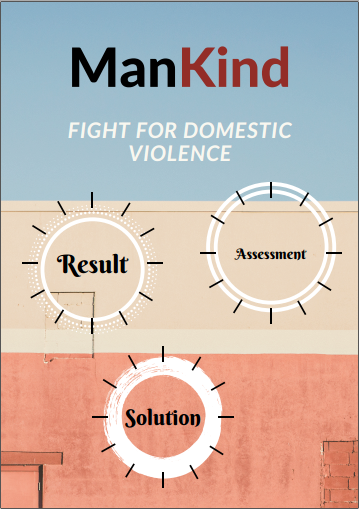 ManKind
FIGHT FOR DOMESTIC
VIOLENCE
Result
Assessment
Solution